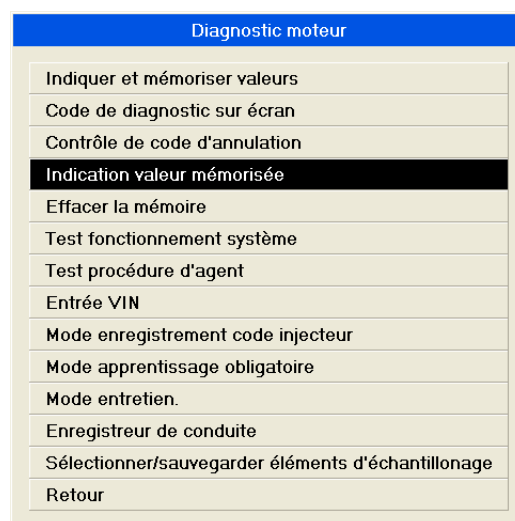 Diagnostic moteur
Indiquer et mémoriser valeurs
Code de diagnostic sur écran
Contrôle de code d'annulation
Indication valeur mémorisée
Effacer la mémoire
Test fonctionnement système
Test procédure d'agent
Entrée VIN
Mode enregistrement code injecteur
Mode apprentissage obligatoire
Mode entretien.
Enregistreur de conduite
Sélectionner/sauvegarder éléments d'échantillonage
Retour